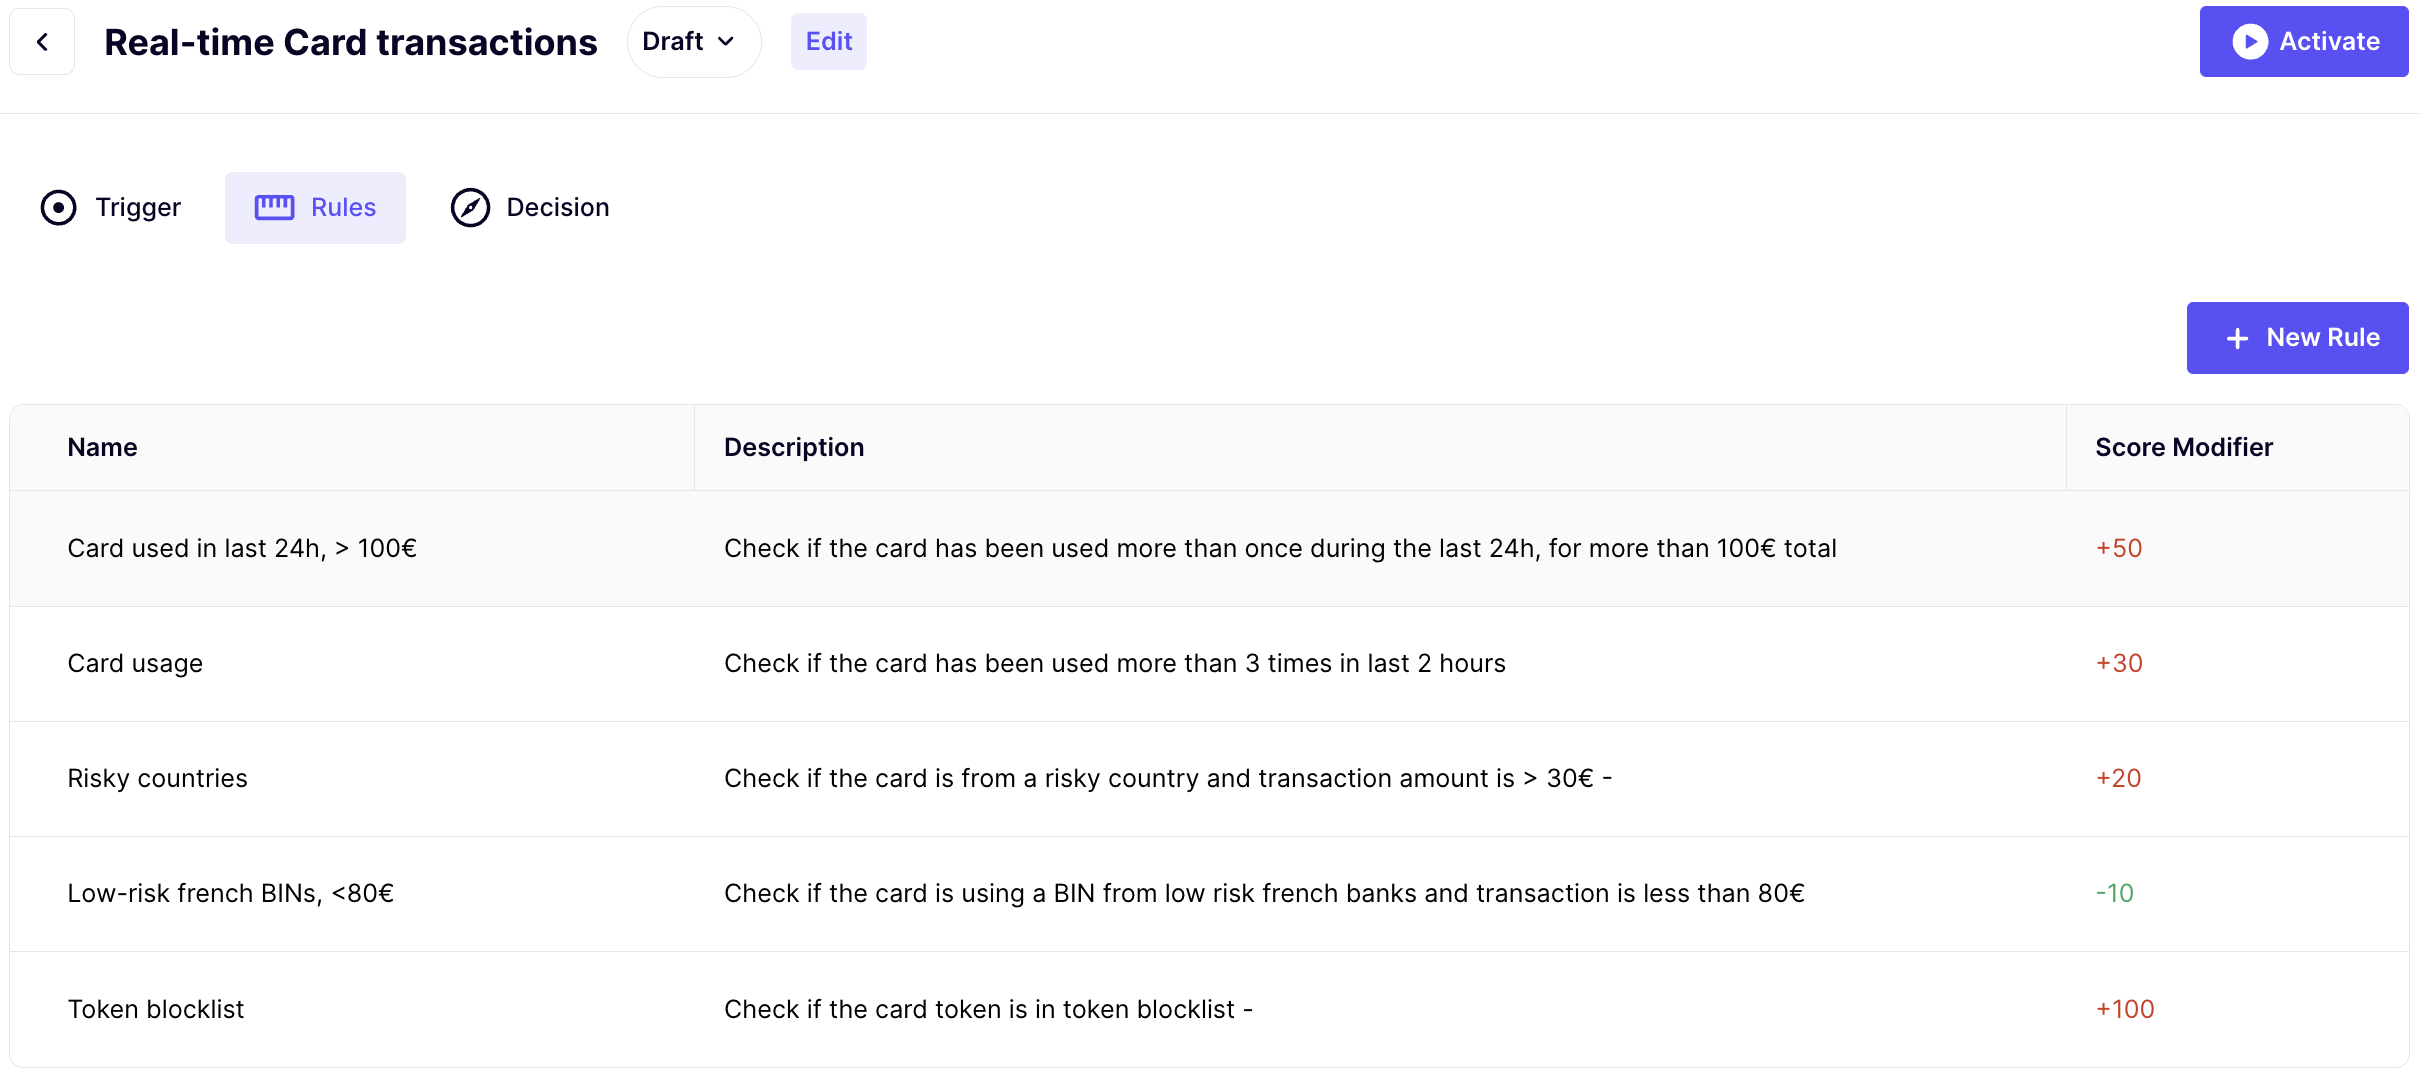 Real-time Card transactions Draft Edit Activate
Trigger Rules Decision
New Rule
Name Description Score Modifier
Card used in last 24h, > 100€ Check if the card has been used more than once during the last 24h, for more than 100€ total +50
Card usage Check if the card has been used more than 3 times in last 2 hours +30
Risky countries Check if the card is from a risky country and transaction amount is > 30€ - +20
Low-risk french BINs, <80€ Check if the card is using a BIN from low risk french banks and transaction is less than 80€ -10
Token blocklist Check if the card token is in token blocklist - +100